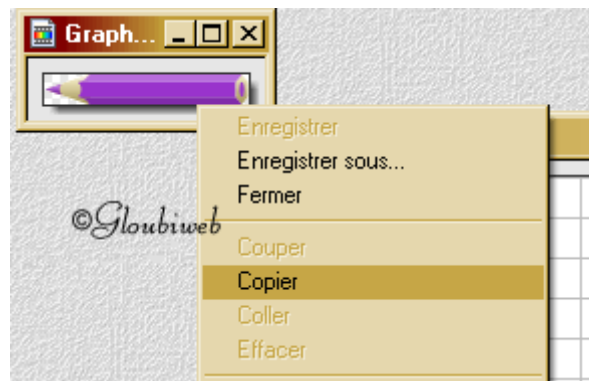 Graph...
Enregistrer
Enregistrer sous...
Fermer
©Gloubiweb
Couper
Copier
Coller
Effacer